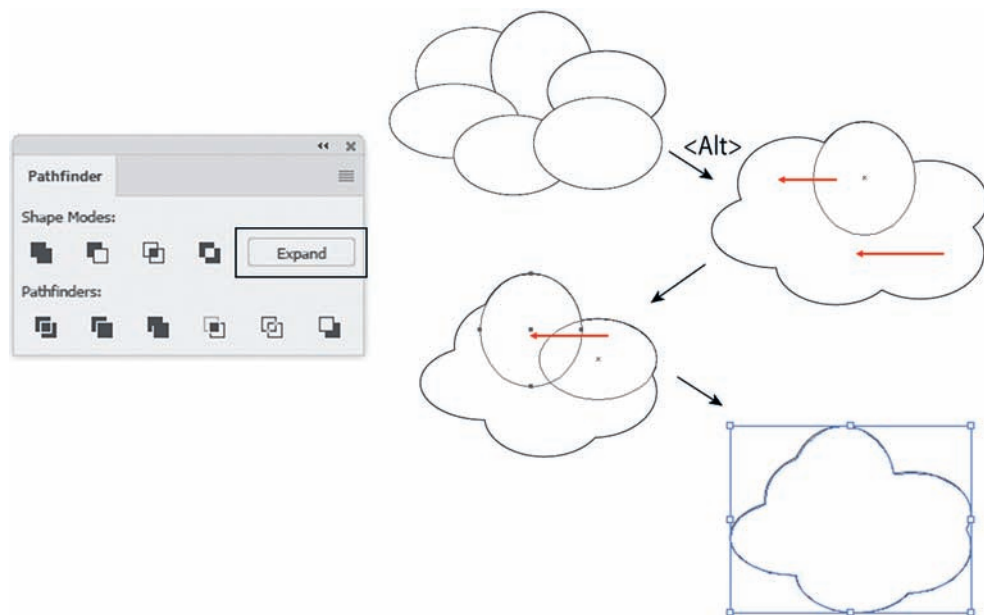 Pathfinder
Shape Modes:
Expand
Pathfinders:
<Alt>